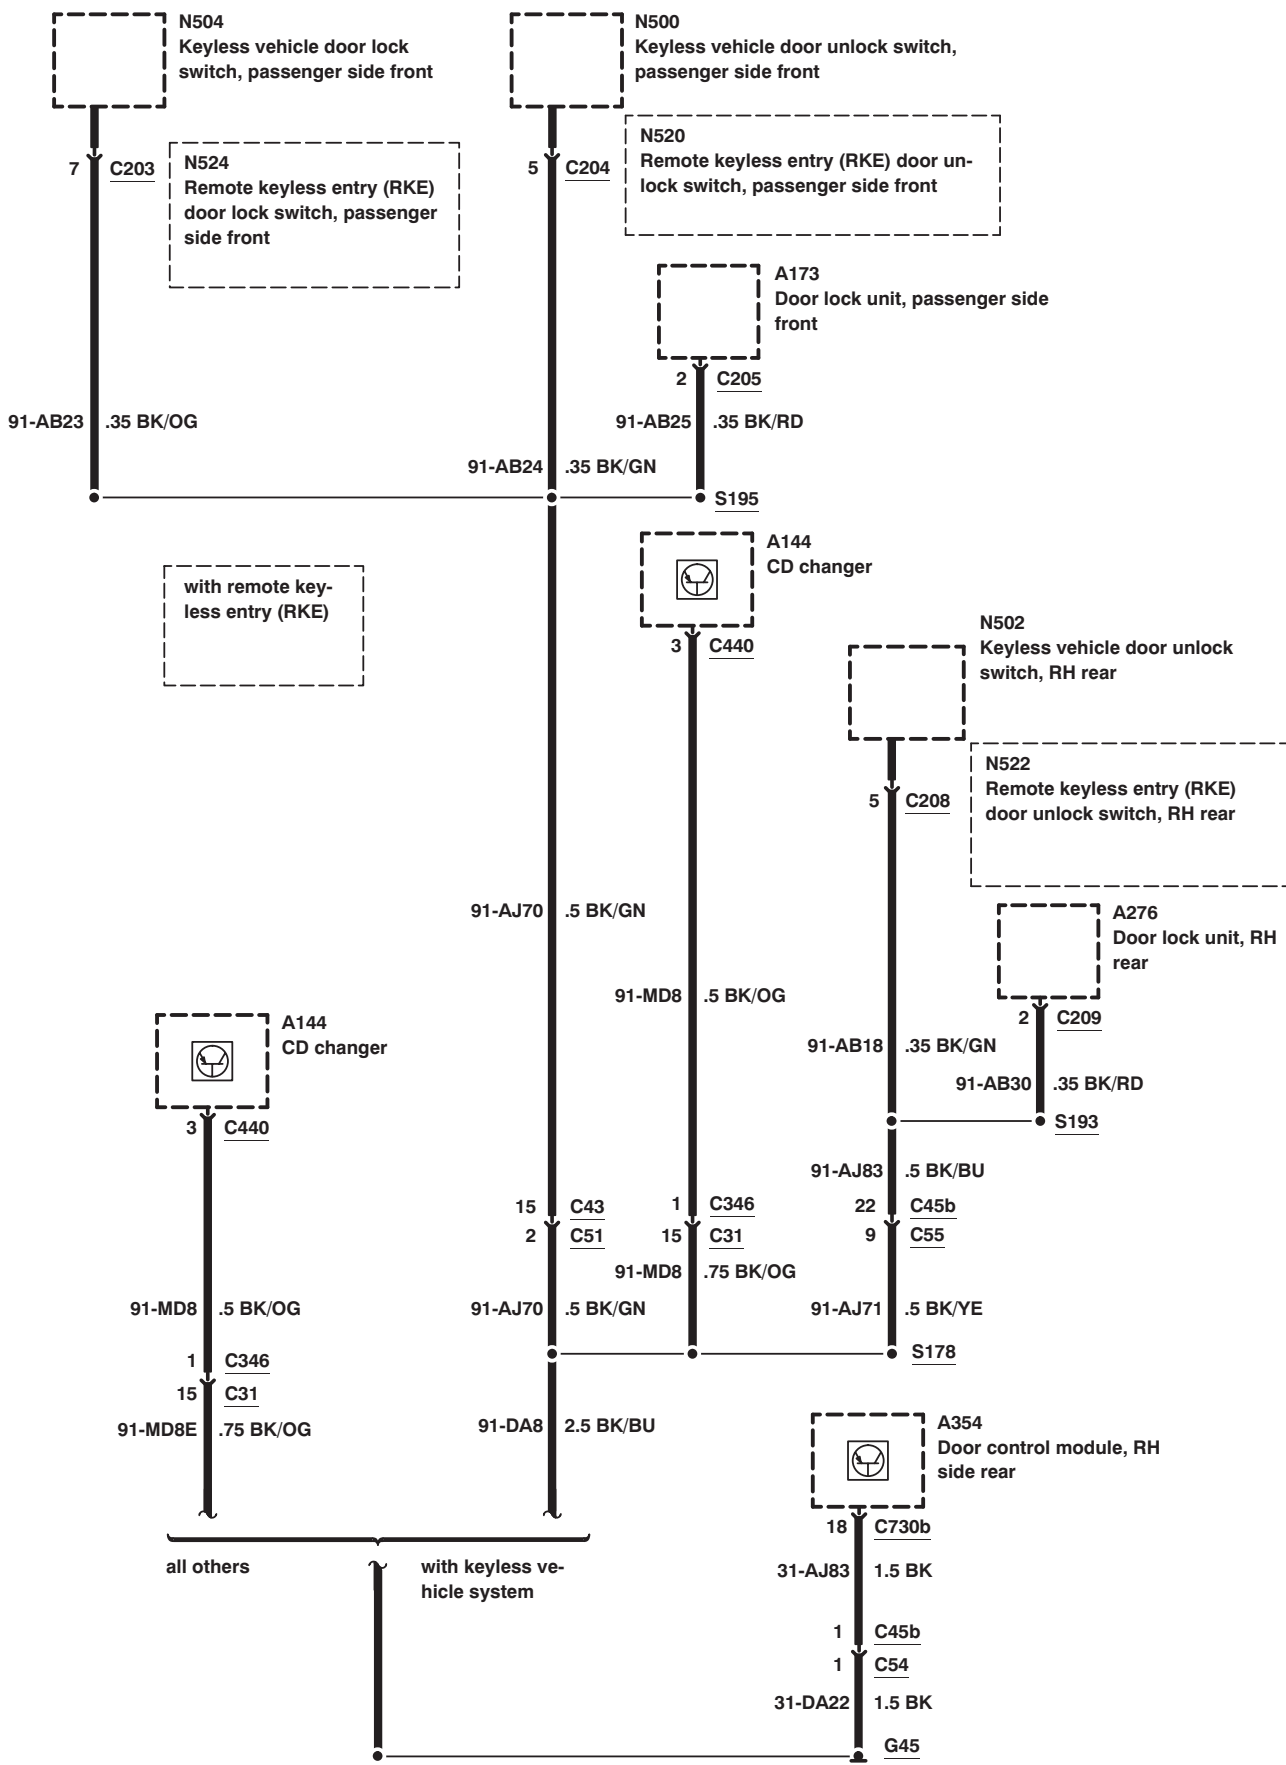 N504
Keyless vehicle door lock
switch, passenger side front
N500
Keyless vehicle door unlock switch,
passenger side front
7 C203
N524
Remote keyless entry (RKE)
door lock switch, passenger
side front
5 C204
N520
Remote keyless entry (RKE) door un-
lock switch, passenger side front
A173
Door lock unit, passenger side
front
2 C205
91-AB23 .35 BK/OG
91-AB25 .35 BK/RD
91-AB24 .35 BK/GN
S195
A144
CD changer
with remote key-
less entry (RKE)
3 C440
N502
Keyless vehicle door unlock
switch, RH rear
N522
Remote keyless entry (RKE)
door unlock switch, RH rear
5 C208
91-AJ70 .5 BK/GN
A276
Door lock unit, RH
rear
91-MD8 .5 BK/OG
2 C209
A144
CD changer
91-AB18 .35 BK/GN
91-AB30 .35 BK/RD
3 C440
S193
91-AJ83 .5 BK/BU
15 C43
1 C346
22 C45b
2 C51
15 C31
9 C55
91-MD8 .75 BK/OG
91-MD8 .5 BK/OG
91-AJ70 .5 BK/GN
91-AJ71 .5 BK/YE
S178
1 C346
15 C31
91-MD8E .75 BK/OG
91-DA8 2.5 BK/BU
A354
Door control module, RH
side rear
18 C730b
all others
with keyless ve-
hicle system
31-AJ83 1.5 BK
1 C45b
1 C54
31-DA22 1.5 BK
G45